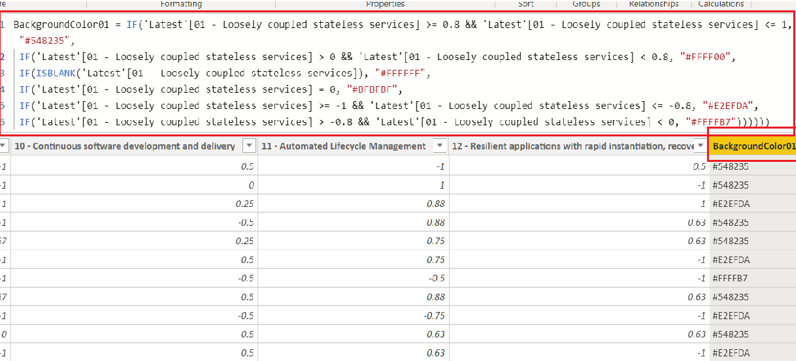 Formatting Properties Sort Groups Relationships Calculations
1 BackgroundColor01 = IF('Latest'[01 - Loosely coupled stateless services] >= 0.8 && 'Latest'[01 - Loosely coupled stateless services] <= 1,
"#548235",
2 IF('Latest'[01 - Loosely coupled stateless services] > 0 && 'Latest'[01 - Loosely coupled stateless services] < 0.8, "#FFFF00",
3 IF(ISBLANK('Latest'[01 - Loosely coupled stateless services]), "#FFFFFF",
4 IF('Latest'[01 - Loosely coupled stateless services] = 0, "#BFBFBF",
5 IF('Latest'[01 - Loosely coupled stateless services] >= -1 && 'Latest'[01 - Loosely coupled stateless services] <= -0.8, "#E2EFDA",
6 IF('Latest'[01 - Loosely coupled stateless services] > -0.8 && 'Latest'[01 - Loosely coupled stateless services] < 0, "#FFFFB7"))))))
10 - Continuous software development and delivery 11 - Automated Lifecycle Management 12 - Resilient applications with rapid instantiation, recove BackgroundColor01
-1 0.5 -1 0.5 #548235
-1 0 1 -1 #548235
1 0.25 0.88 1 #E2EFDA
-1 -0.5 0.88 0.63 #548235
67 0.25 0.75 0.63 #548235
-1 0.5 0.75 -1 #E2EFDA
-1 -0.5 -0.5 -1 #FFFFB7
37 0.5 0.88 0.63 #548235
-1 -0.5 -0.75 -1 #E2EFDA
0 0.5 0.63 0.63 #548235
-1 0.5 0.63 -1 #E2EFDA